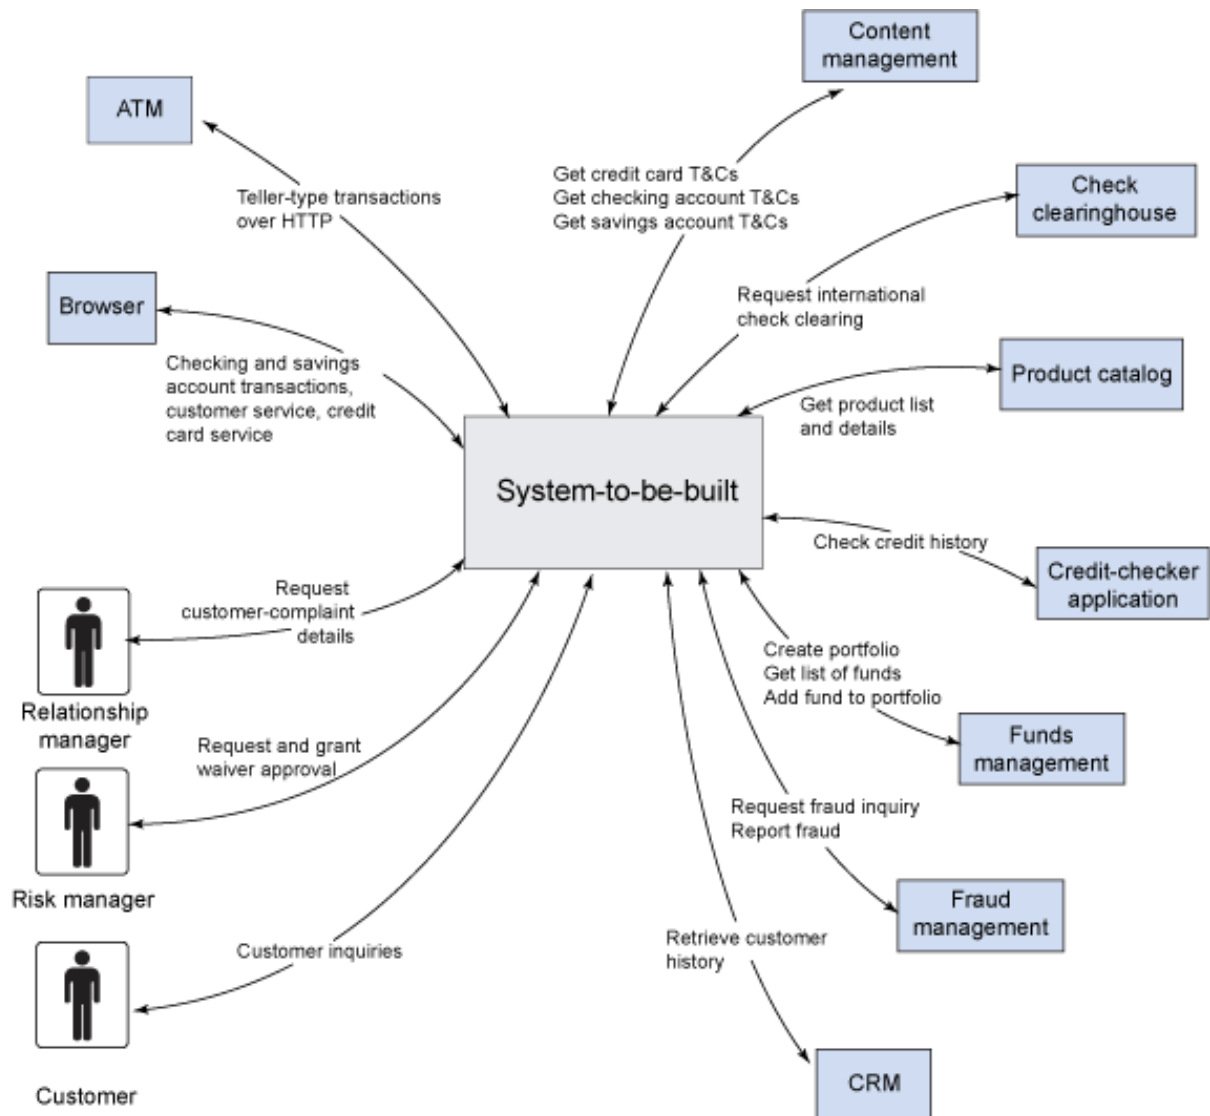 Content
management
ATM
Get credit card T&Cs
Get checking account T&Cs
Get savings account T&Cs
Check
clearinghouse
Teller-type transactions
over HTTP
Browser
Request international
check clearing
Checking and savings
account transactions,
customer service, credit
card service
Product catalog
Get product list
and details
System-to-be-built
Check credit history
Credit-checker
application
Request
customer-complaint
details
Relationship
manager
Create portfolio
Get list of funds
Add fund to portfolio
Funds
management
Request and grant
waiver approval
Risk manager
Request fraud inquiry
Report fraud
Fraud
management
Customer inquiries
Retrieve customer
history
CRM
Customer